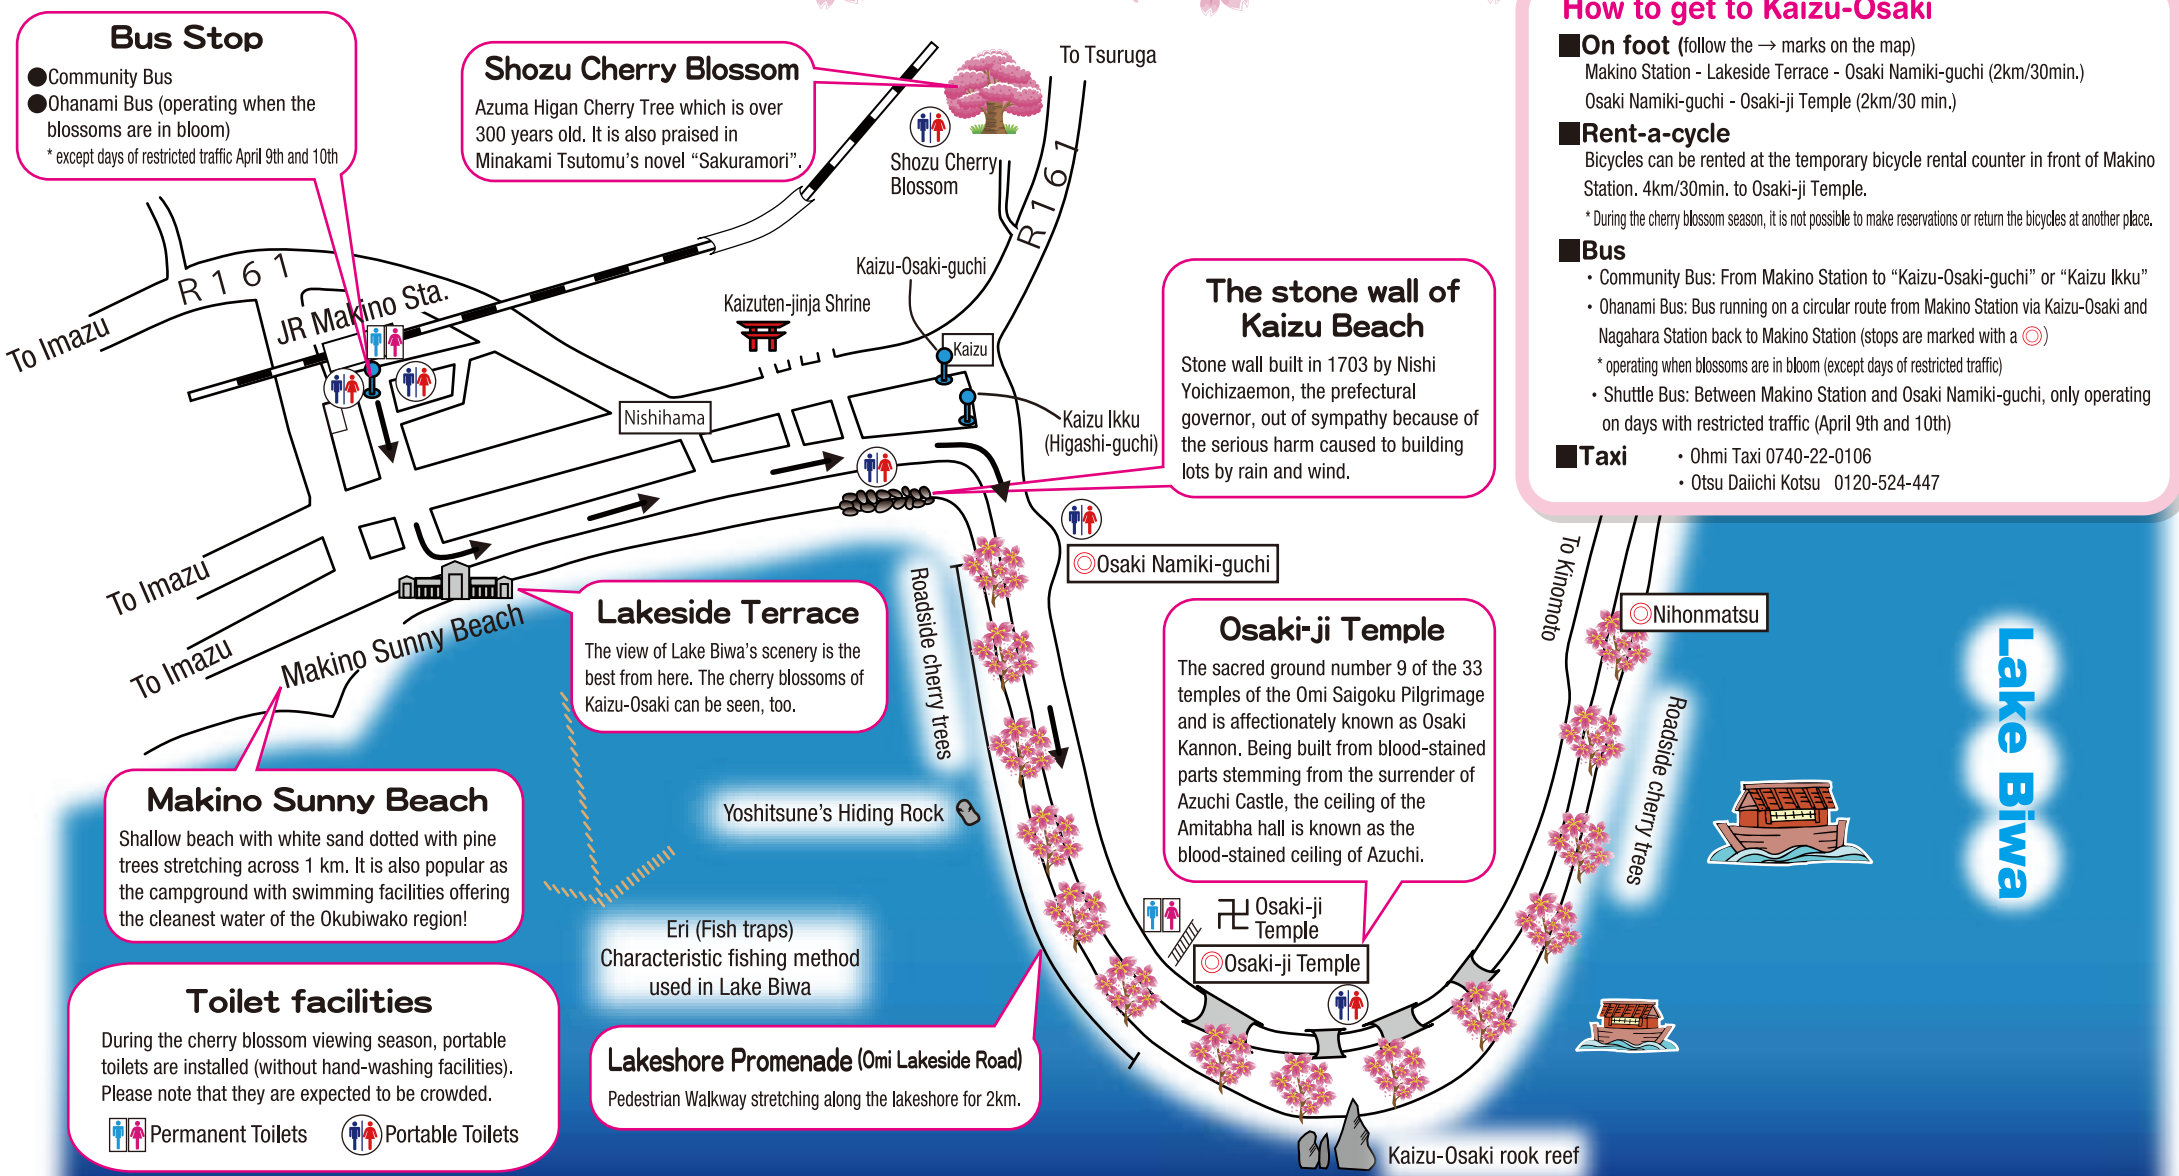 How to get to Kaizu-Osaki
■On foot (follow the → marks on the map)
Makino Station - Lakeside Terrace - Osaki Namiki-guchi (2km/30min.)
Osaki Namiki-guchi - Osaki-ji Temple (2km/30 min.)
■Rent-a-cycle
Bicycles can be rented at the temporary bicycle rental counter in front of Makino
Station. 4km/30min. to Osaki-ji Temple.
* During the cherry blossom season, it is not possible to make reservations or return the bicycles at another place.
■Bus
・Community Bus: From Makino Station to “Kaizu-Osaki-guchi” or “Kaizu Ikku”
・Ohanami Bus: Bus running on a circular route from Makino Station via Kaizu-Osaki and
Nagahara Station back to Makino Station (stops are marked with a ◎)
* operating when blossoms are in bloom (except days of restricted traffic)
・Shuttle Bus: Between Makino Station and Osaki Namiki-guchi, only operating
on days with restricted traffic (April 9th and 10th)
■Taxi ・Ohmi Taxi 0740-22-0106
・Otsu Daiichi Kotsu 0120-524-447
Bus Stop
●Community Bus
●Ohanami Bus (operating when the
blossoms are in bloom)
* except days of restricted traffic April 9th and 10th
Shozu Cherry Blossom
Azuma Higan Cherry Tree which is over
300 years old. It is also praised in
Minakami Tsutomu’s novel “Sakuramori”.
To Tsuruga
Shozu Cherry
Blossom
R161
R161
To Imazu
JR Makino Sta.
Kaizu-Osaki-guchi
Kaizuten-jinja Shrine
Kaizu
Nishihama
Kaizu Ikku
(Higashi-guchi)
The stone wall of
Kaizu Beach
Stone wall built in 1703 by Nishi
Yoichizaemon, the prefectural
governor, out of sympathy because of
the serious harm caused to building
lots by rain and wind.
◎Osaki Namiki-guchi
To Imazu
To Imazu
Makino Sunny Beach
Lakeside Terrace
The view of Lake Biwa’s scenery is the
best from here. The cherry blossoms of
Kaizu-Osaki can be seen, too.
Roadside cherry trees
Osaki-ji Temple
The sacred ground number 9 of the 33
temples of the Omi Saigoku Pilgrimage
and is affectionately known as Osaki
Kannon. Being built from blood-stained
parts stemming from the surrender of
Azuchi Castle, the ceiling of the
Amitabha hall is known as the
blood-stained ceiling of Azuchi.
To Kinomoto
◎Nihonmatsu
Roadside cherry trees
Lake Biwa
Makino Sunny Beach
Shallow beach with white sand dotted with pine
trees stretching across 1 km. It is also popular as
the campground with swimming facilities offering
the cleanest water of the Okubiwako region!
Yoshitsune’s Hiding Rock
Eri (Fish traps)
Characteristic fishing method
used in Lake Biwa
卍 Osaki-ji
Temple
◎Osaki-ji Temple
Toilet facilities
During the cherry blossom viewing season, portable
toilets are installed (without hand-washing facilities).
Please note that they are expected to be crowded.
Permanent Toilets
Portable Toilets
Lakeshore Promenade (Omi Lakeside Road)
Pedestrian Walkway stretching along the lakeshore for 2km.
Kaizu-Osaki rook reef